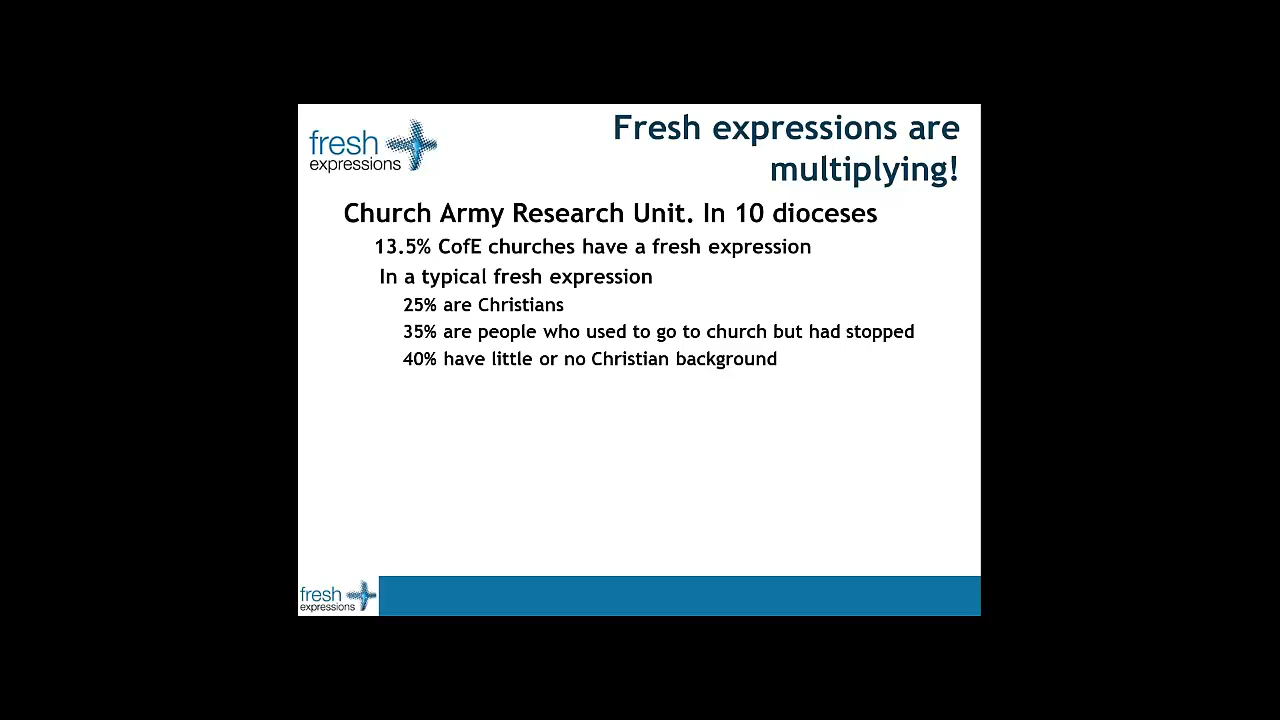 fresh
expressions
Fresh expressions are
multiplying!
Church Army Research Unit. In 10 dioceses
13.5% CofE churches have a fresh expression
In a typical fresh expression
25% are Christians
35% are people who used to go to church but had stopped
40% have little or no Christian background
fresh
expressions